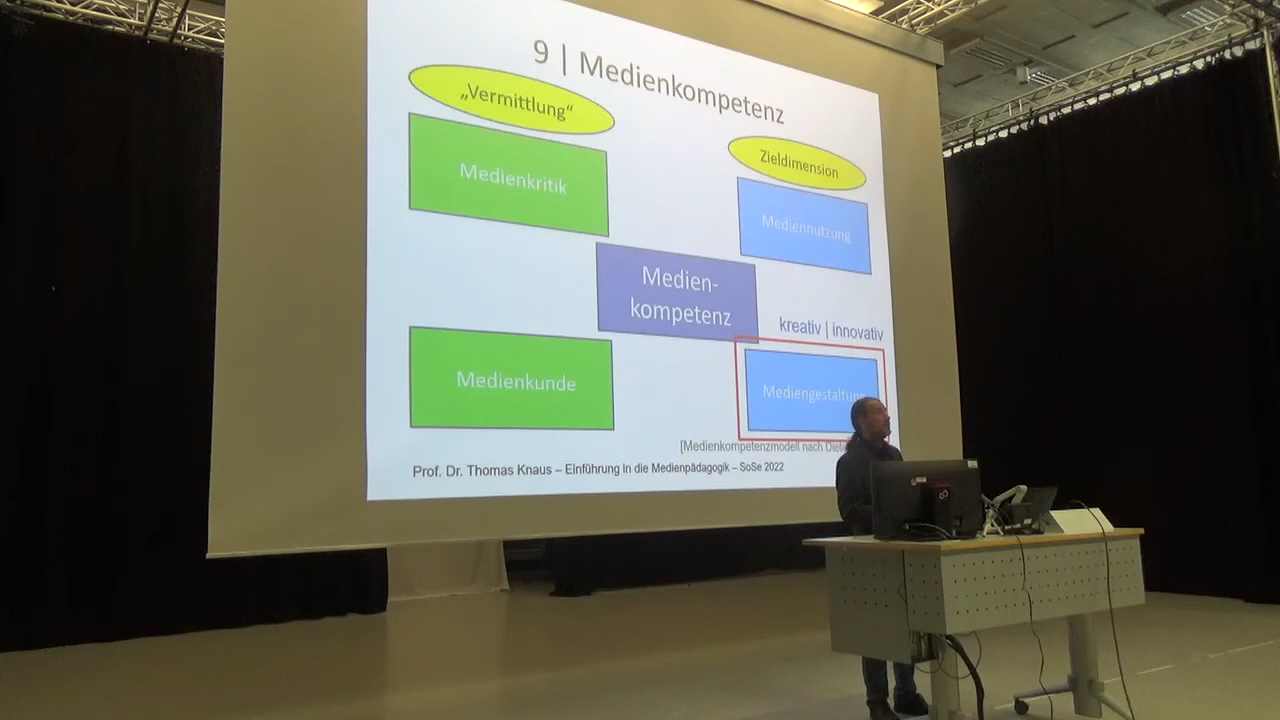 9 | Medienkompetenz
„Vermittlung“
Zieldimension
Medienkritik
Mediennutzung
Medien-
kompetenz
kreativ | innovativ
Medienkunde
Mediengestaltung
[Medienkompetenzmodell nach
Prof. Dr. Thomas Knaus – Einführung in die Medienpädagogik – SoSe 2022